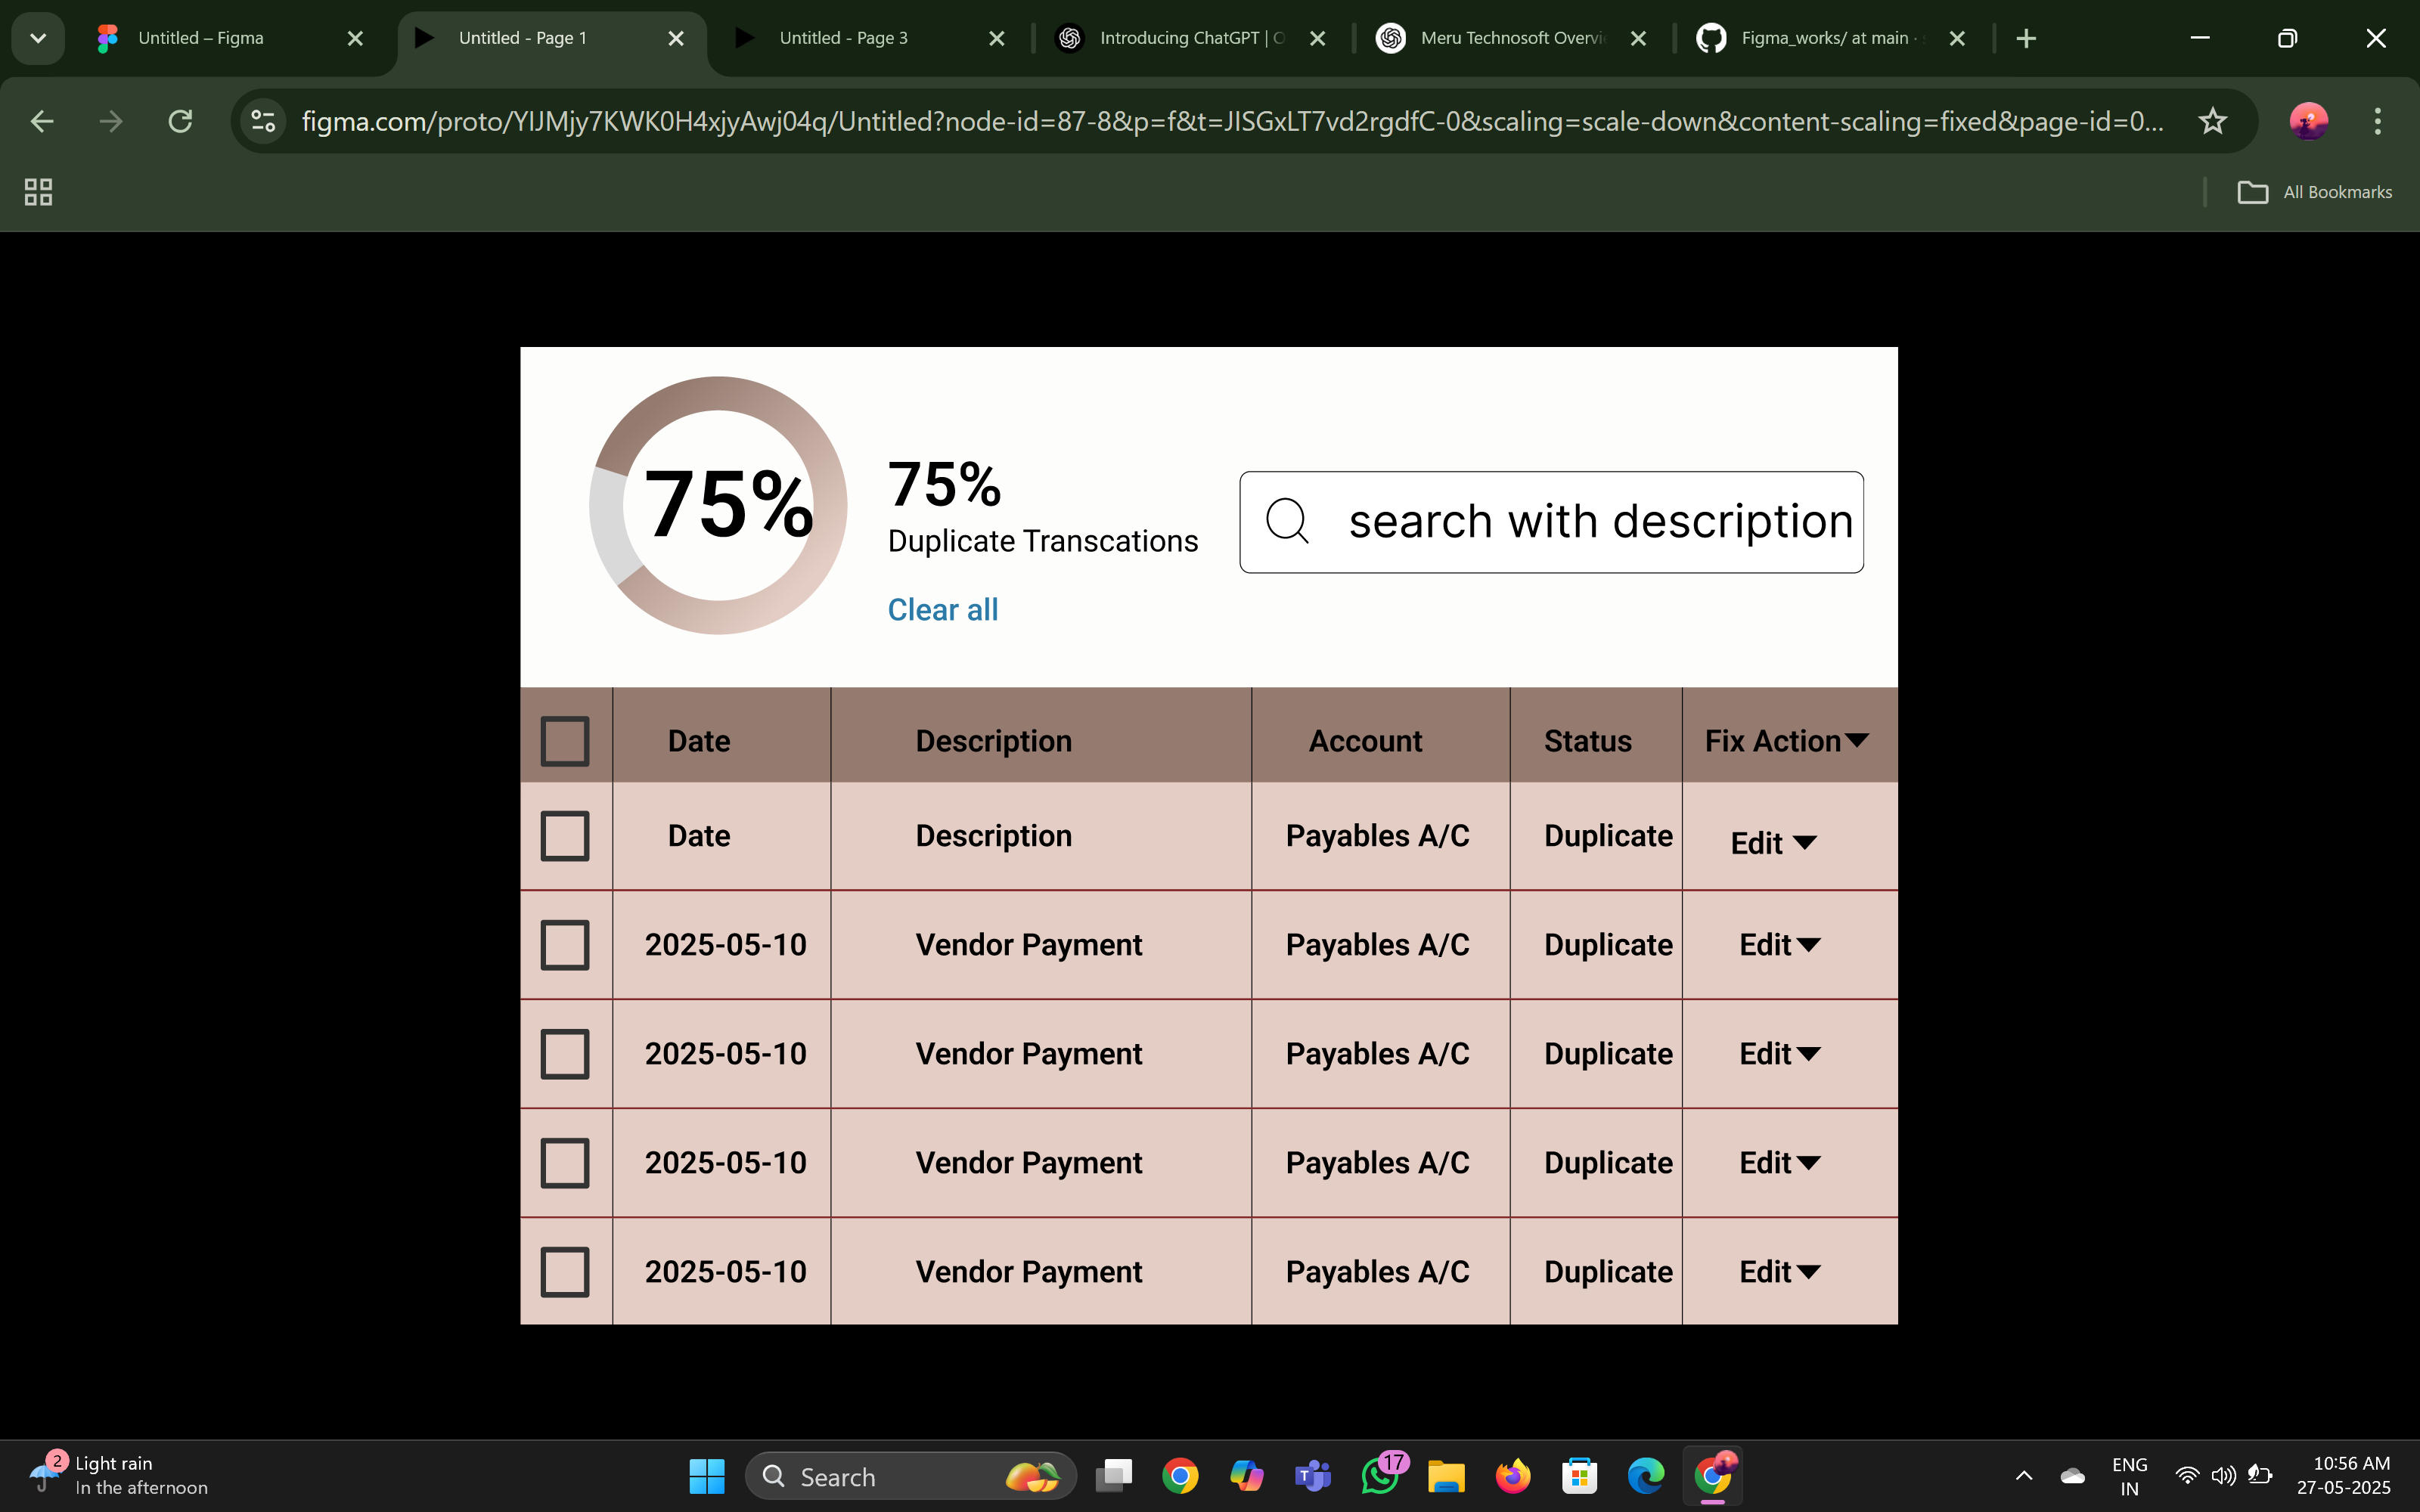 Untitled – Figma
Untitled - Page 1
Untitled - Page 3
Introducing ChatGPT |
Meru Technosoft
Figma_works/ at main ·
figma.com/proto/YIJMjy7KWK0H4xjyAwj04q/Untitled?node-id=87-8&p=f&t=JISGxLT7vd2rgdfC-0&scaling=scale-down&content-scaling=fixed&page-id=0...
All Bookmarks
75%
75%
Duplicate Transcations
Clear all
search with description
Date Description Account Status Fix Action
Date Description Payables A/C Duplicate Edit
2025-05-10 Vendor Payment Payables A/C Duplicate Edit
2025-05-10 Vendor Payment Payables A/C Duplicate Edit
2025-05-10 Vendor Payment Payables A/C Duplicate Edit
2025-05-10 Vendor Payment Payables A/C Duplicate Edit
2
Light rain
In the afternoon
Search
17
ENG
IN
10:56 AM
27-05-2025